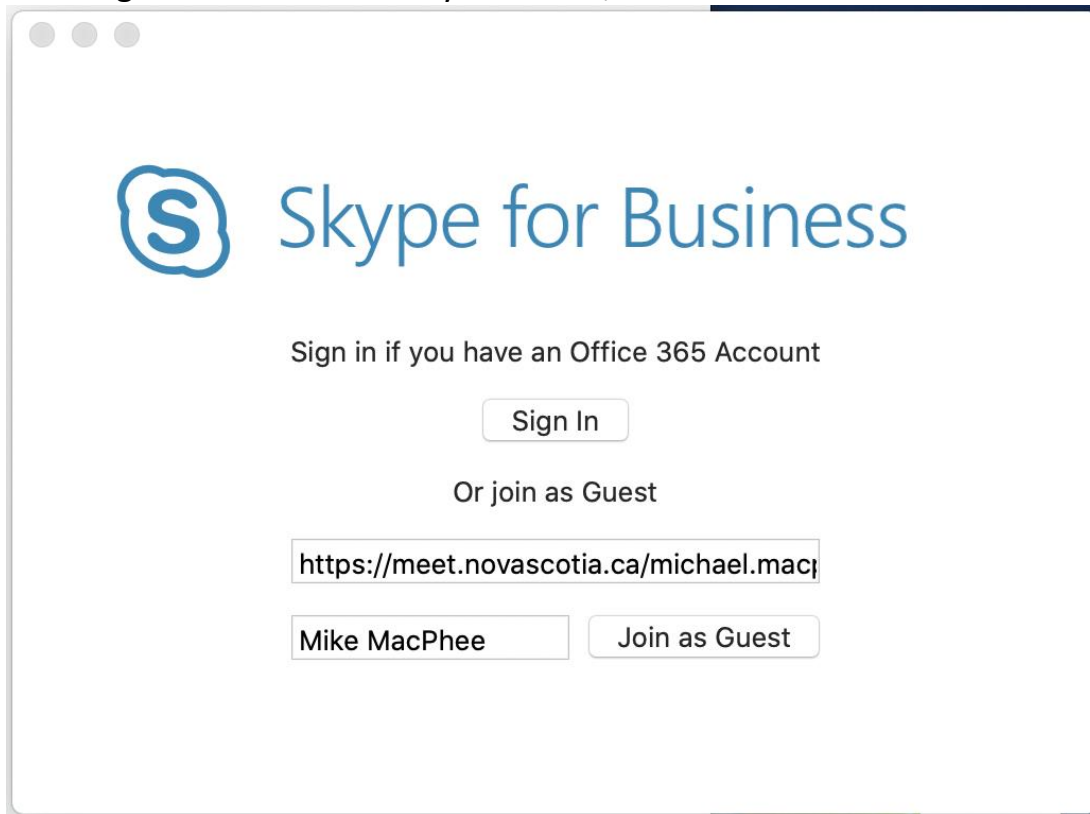 S Skype for Business
Sign in if you have an Office 365 Account
Sign In
Or join as Guest
https://meet.novascotia.ca/michael.macp
Mike MacPhee Join as Guest